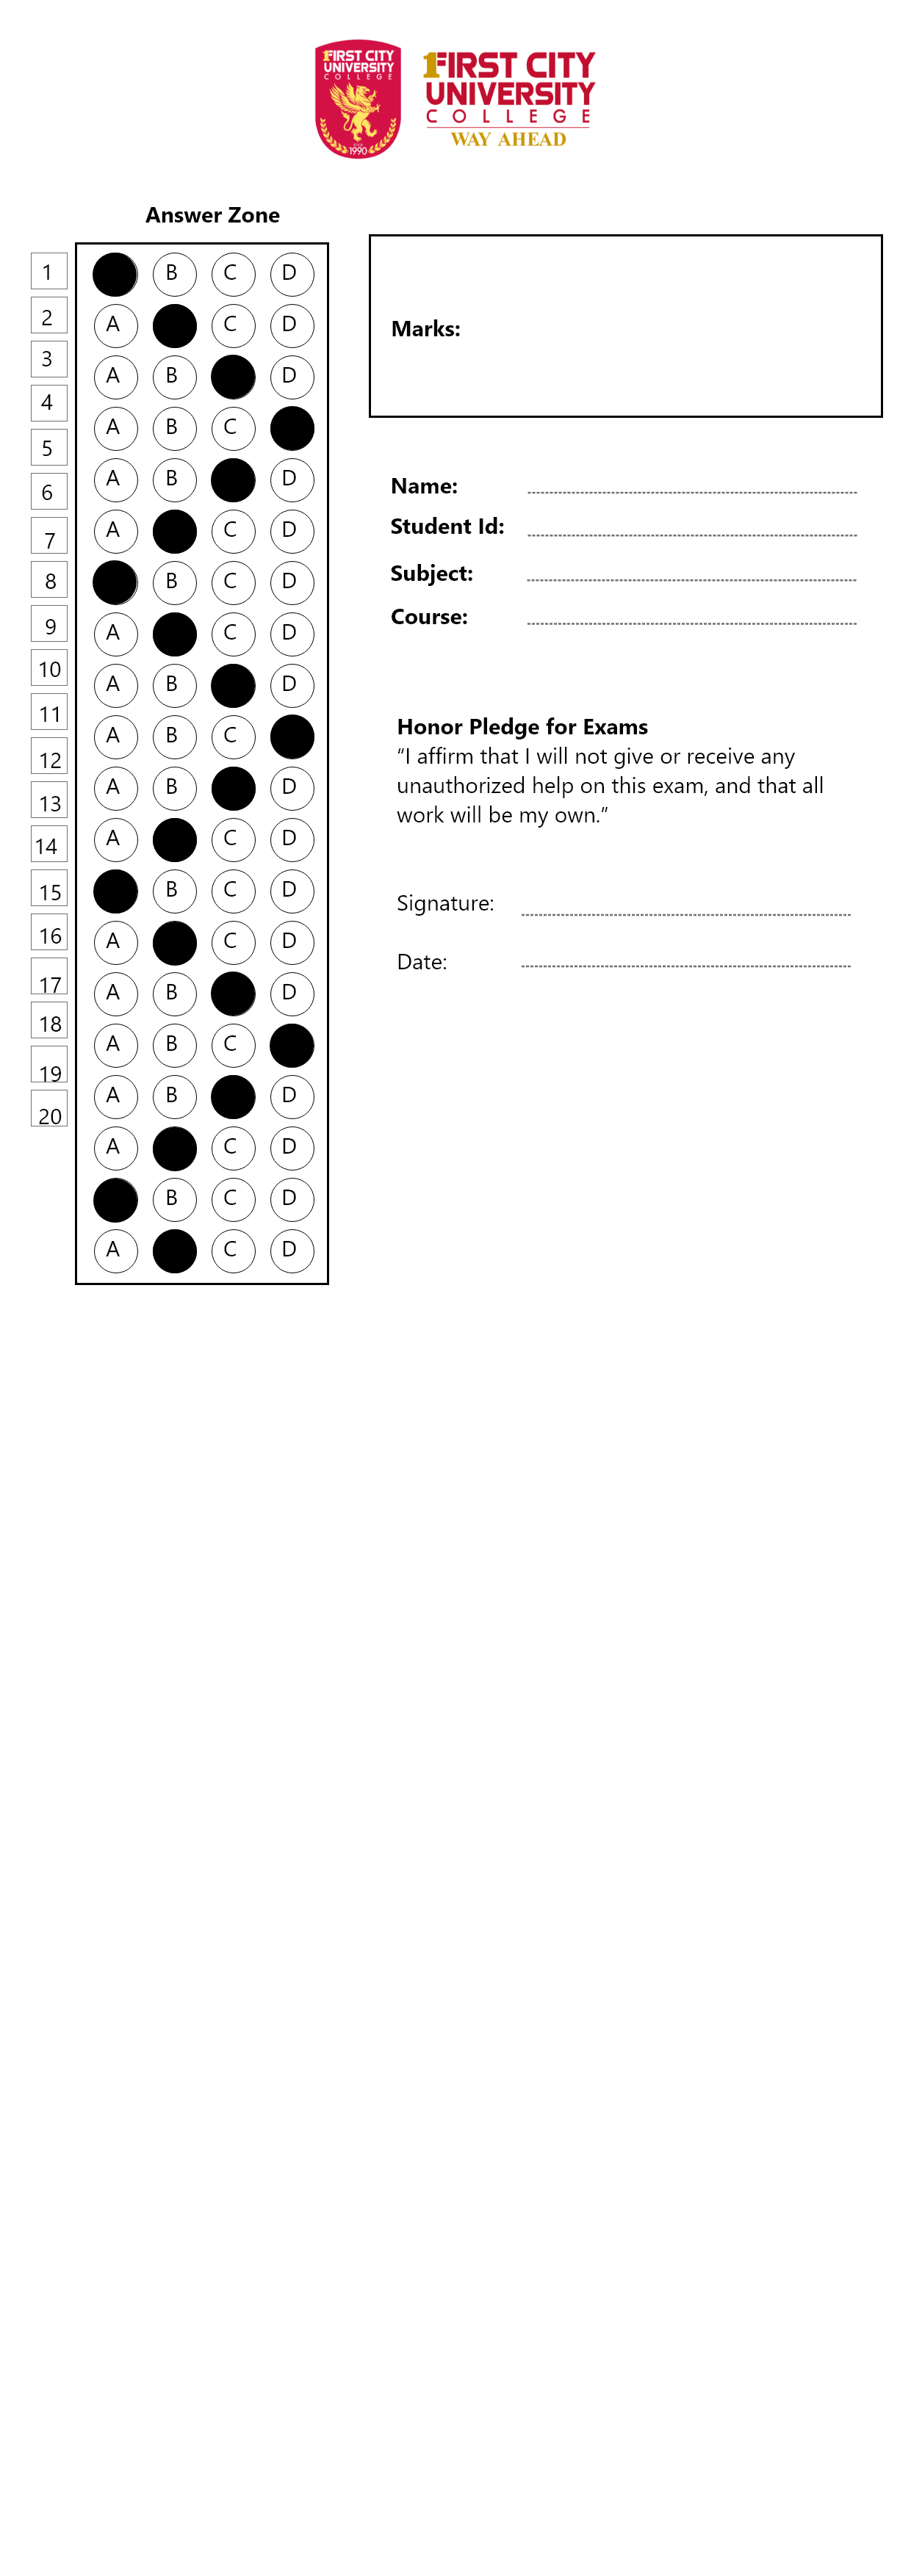 1FIRST CITY
UNIVERSITY
COLLEGE
SINCE
1990
1FIRST CITY
UNIVERSITY
COLLEGE
WAY AHEAD
Answer Zone
1
2
3
4
5
6
7
8
9
10
11
12
13
14
15
16
17
18
19
20
B C D
A C D
A B D
A B C
A B D
A C D
B C D
A C D
A B D
A B C
A B D
A C D
B C D
A C D
A B D
A B C
A B D
A C D
B C D
A C D
Marks:
Name:
Student Id:
Subject:
Course:
Honor Pledge for Exams
“I affirm that I will not give or receive any
unauthorized help on this exam, and that all
work will be my own.”
Signature:
Date: